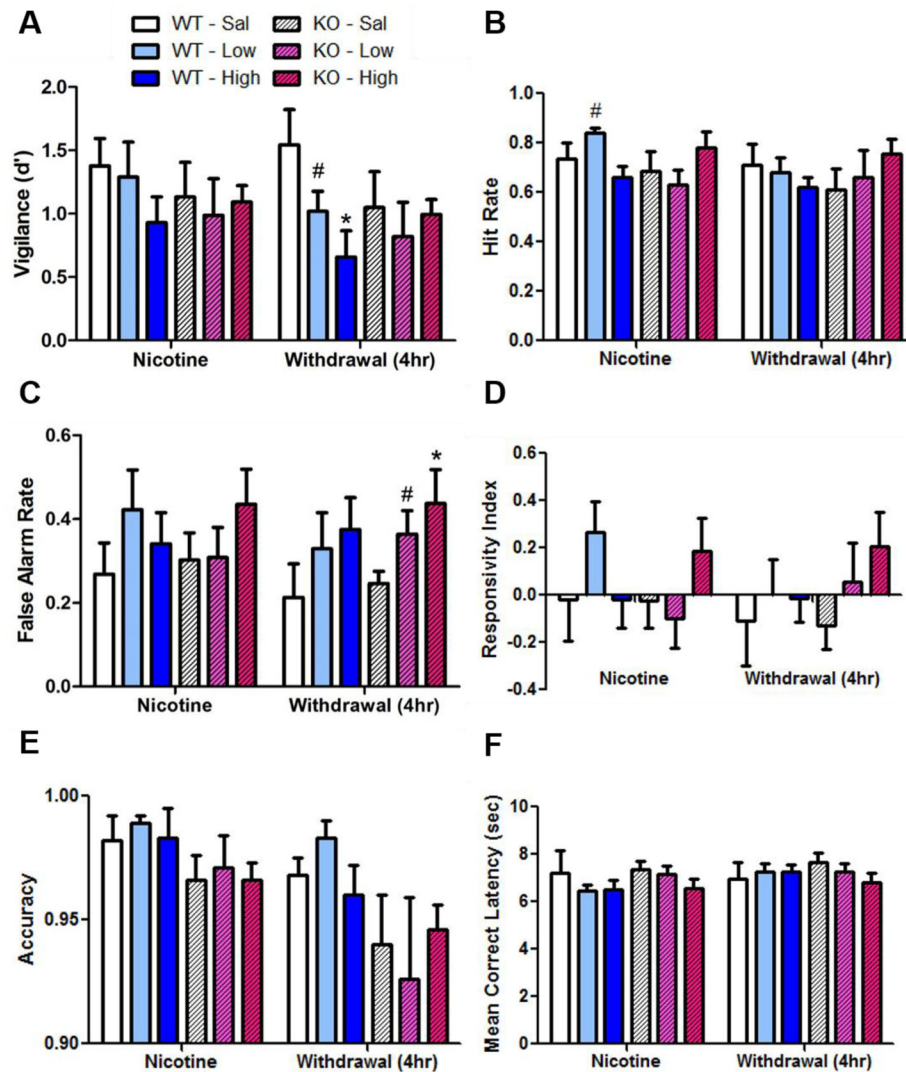 A
WT - Sal KO - Sal
WT - Low KO - Low
WT - High KO - High
Vigilance (d')
2.0
1.5
1.0
0.5
0.0
#
*
Nicotine Withdrawal (4hr)
B
Hit Rate
1.0
0.8
0.6
0.4
0.2
0.0
#
Nicotine Withdrawal (4hr)
C
False Alarm Rate
0.6
0.4
0.2
0.0
#
*
Nicotine Withdrawal (4hr)
D
Responsivity Index
0.6
0.4
0.2
0.0
-0.2
-0.4
Nicotine Withdrawal (4hr)
E
Accuracy
1.00
0.95
0.90
Nicotine Withdrawal (4hr)
F
Mean Correct Latency (sec)
10
8
6
4
2
0
Nicotine Withdrawal (4hr)